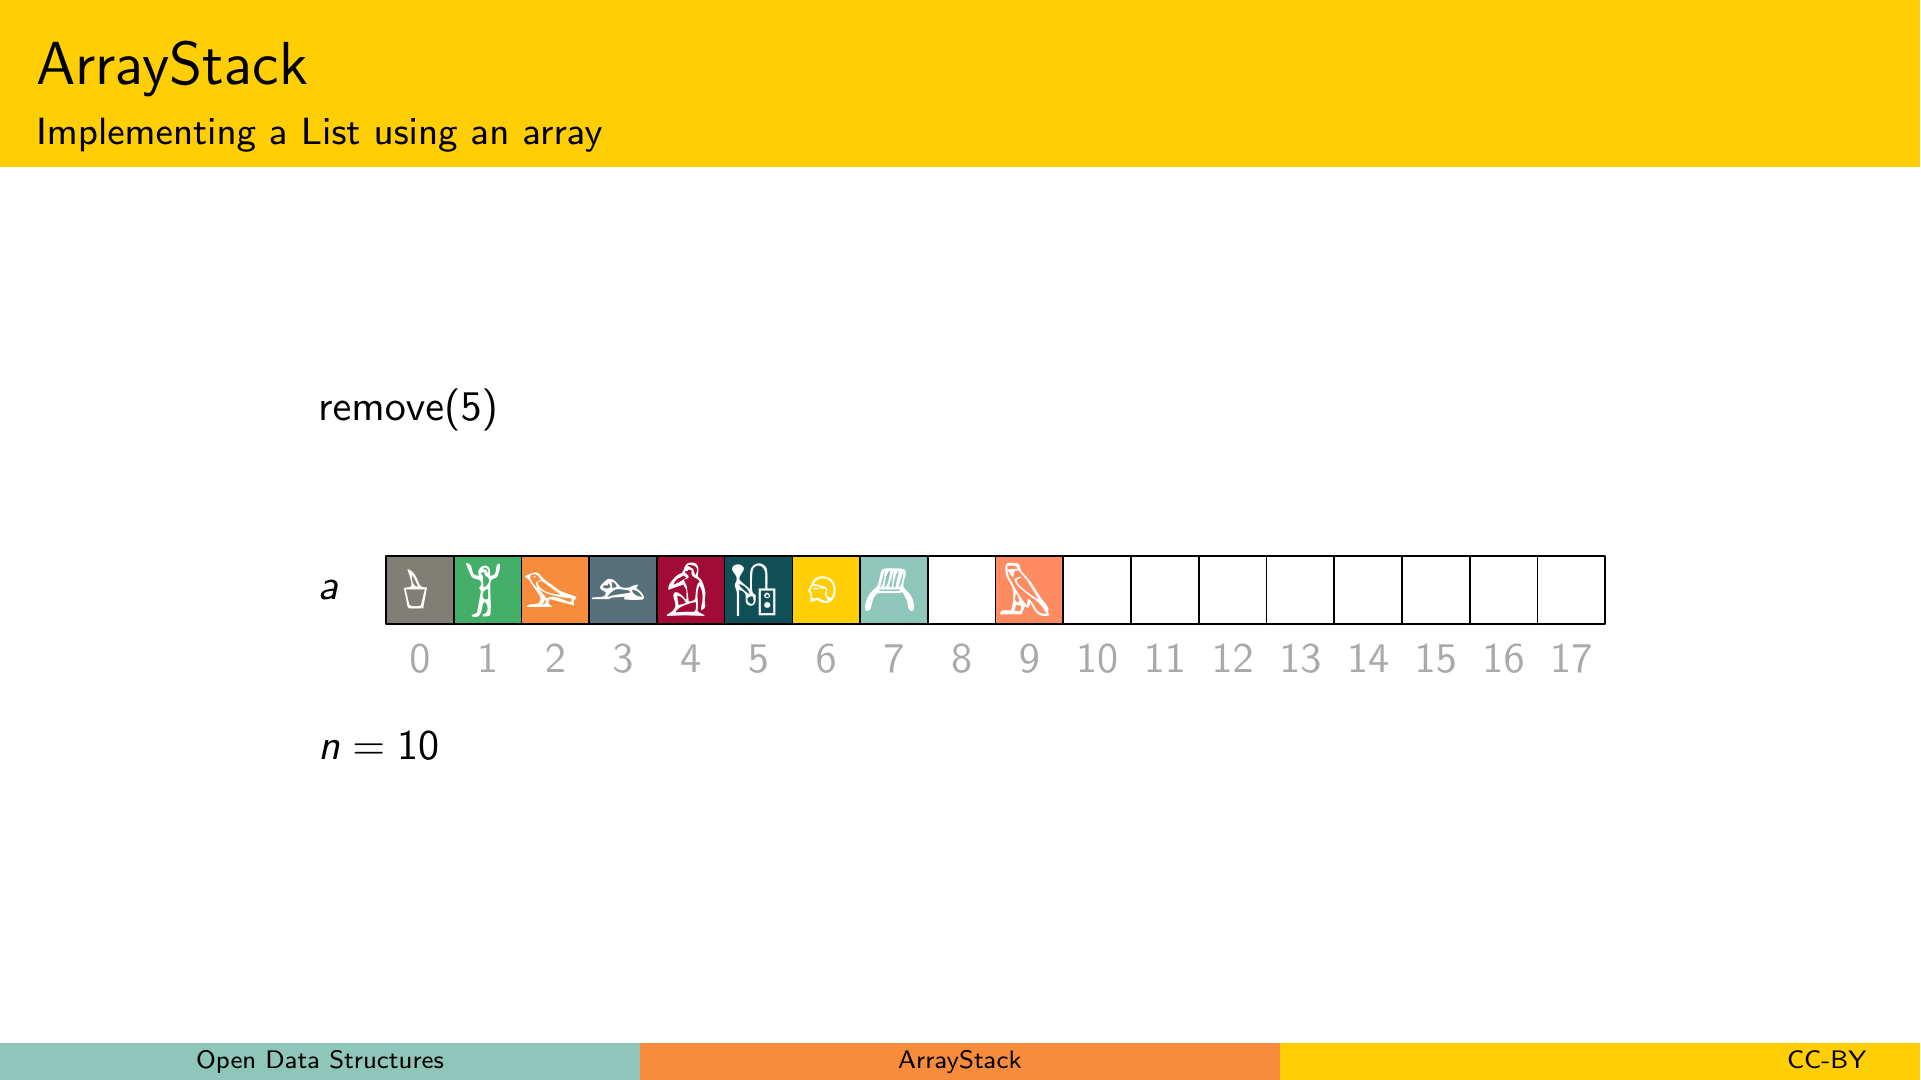 ArrayStack
Implementing a List using an array
remove(5)
a
0 1 2 3 4 5 6 7 8 9 10 11 12 13 14 15 16 17
n = 10
Open Data Structures ArrayStack CC-BY